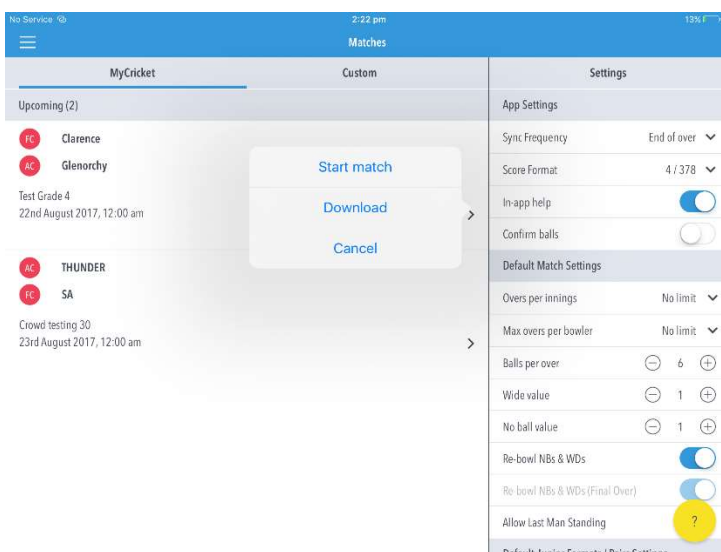 No Service
2:22 pm
13%
Matches
MyCricket
Custom
Upcoming (2)
FC
Clarence
AC
Glenorchy
Test Grade 4
22nd August 2017, 12:00 am
AC
THUNDER
FC
SA
Crowd testing 30
23rd August 2017, 12:00 am
Start match
Download
Cancel
Settings
App Settings
Sync Frequency
End of over
Score Format
4 / 378
In-app help
Confirm balls
Default Match Settings
Overs per innings
No limit
Max overs per bowler
No limit
Balls per over
6
Wide value
1
No ball value
1
Re-bowl NBs & WDs
Re-bowl NBs & WDs (Final Over)
Allow Last Man Standing
?
Default Junior Formats / Pairs Settings